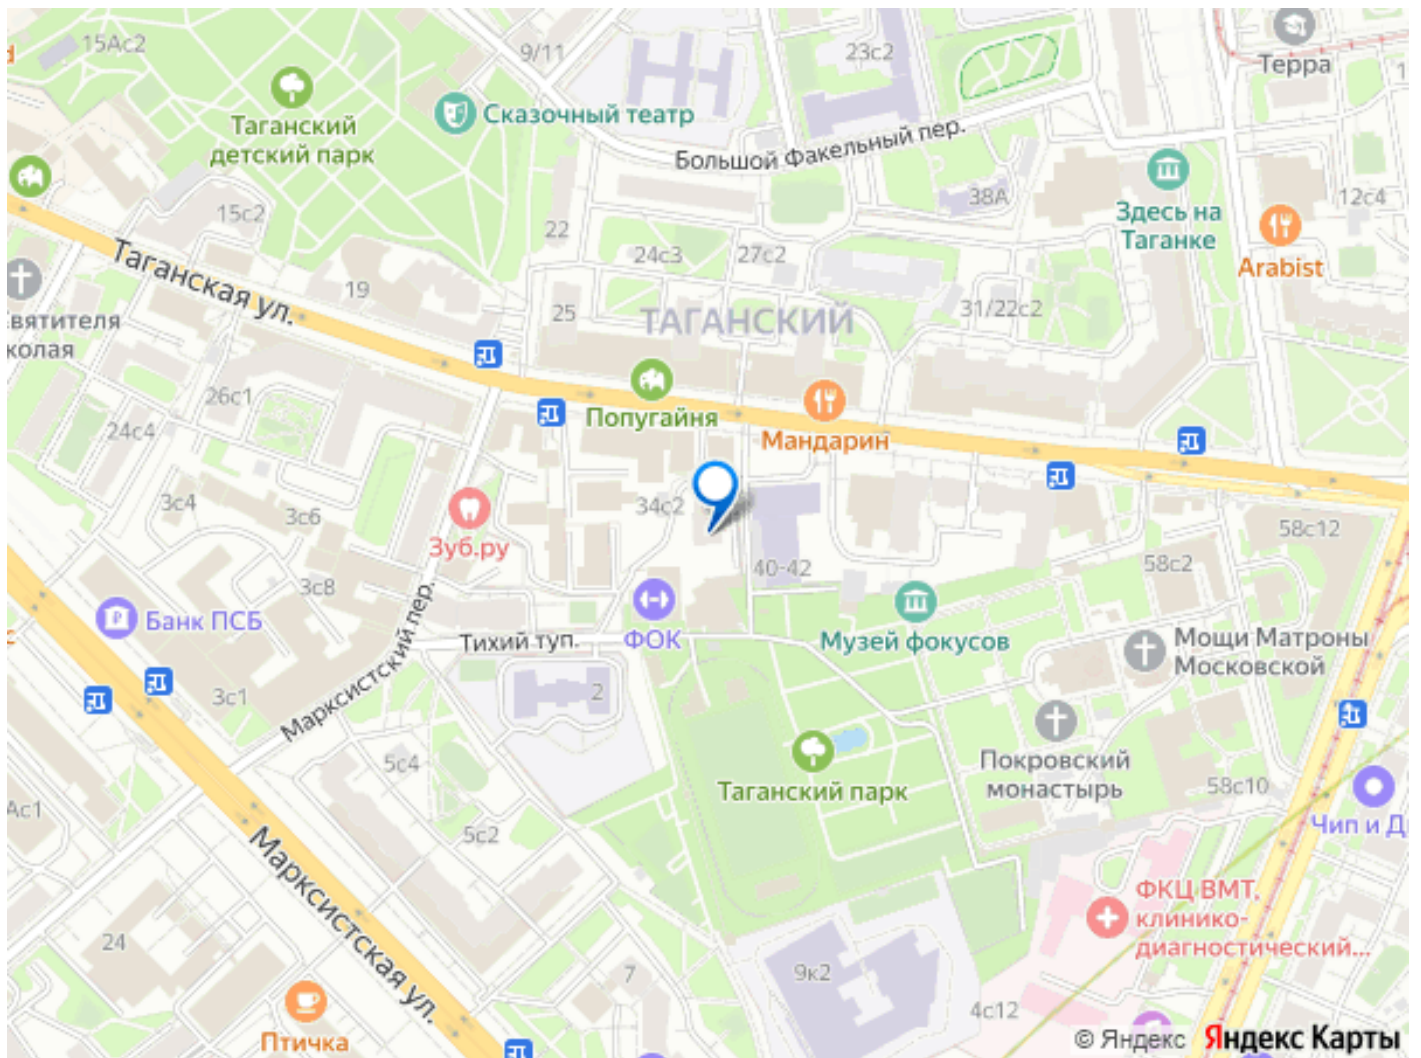 15Ас2
9/11
23с2
Терра
Таганский
детский парк
Сказочный театр
Большой Факельный пер.
38А
Здесь на
Таганке
12с4
Arabist
15с2
22
24с3
27с2
Таганская ул.
19
25
ТАГАНСКИЙ
31/22с2
вятителя
колая
26с1
24с4
Попугайня
Мандарин
3с4
3с6
34с2
Зуб.ру
58с12
58с2
40-42
3с8
Банк ПСБ
Марксистский пер.
Тихий туп.
ФОК
Музей фокусов
Мощи Матроны
Московской
3с1
2
5с4
Таганский парк
Покровский
монастырь
58с10
Ас1
5с2
Чип и Д
Марксистская ул.
ФКЦ ВМТ,
клинико-
диагностический...
24
7
9к2
4с12
Птичка
© Яндекс Яндекс Карты